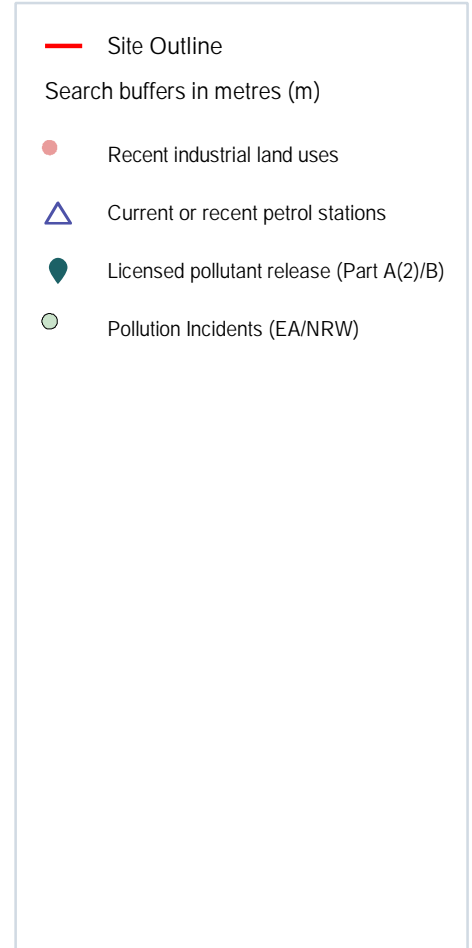 Site Outline
Search buffers in metres (m)
Recent industrial land uses
Current or recent petrol stations
Licensed pollutant release (Part A(2)/B)
Pollution Incidents (EA/NRW)